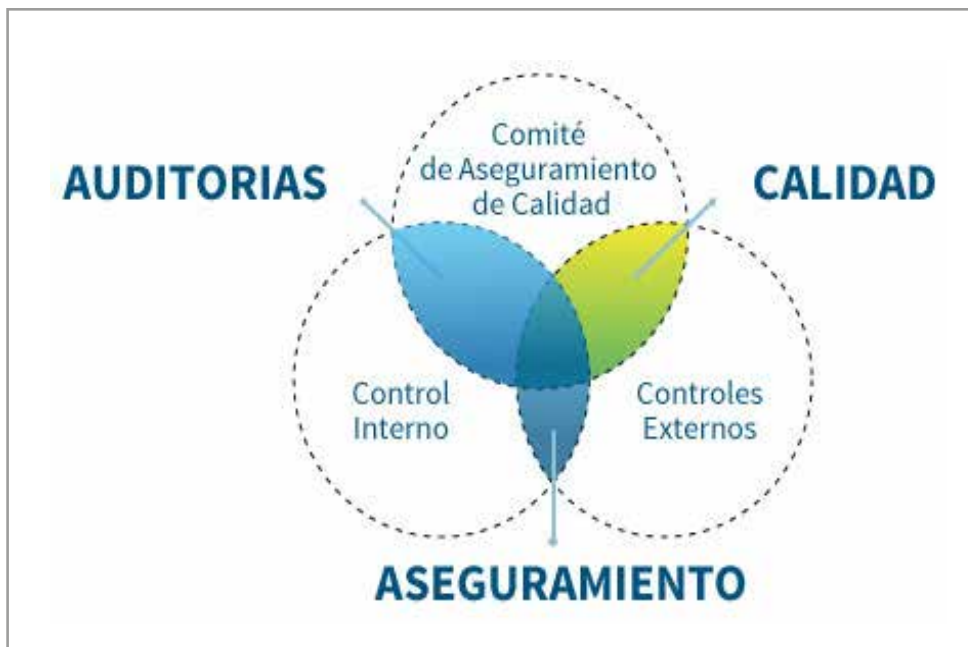 Comité
de Aseguramiento
de Calidad
AUDITORIAS
CALIDAD
Control
Interno
Controles
Externos
ASEGURAMIENTO